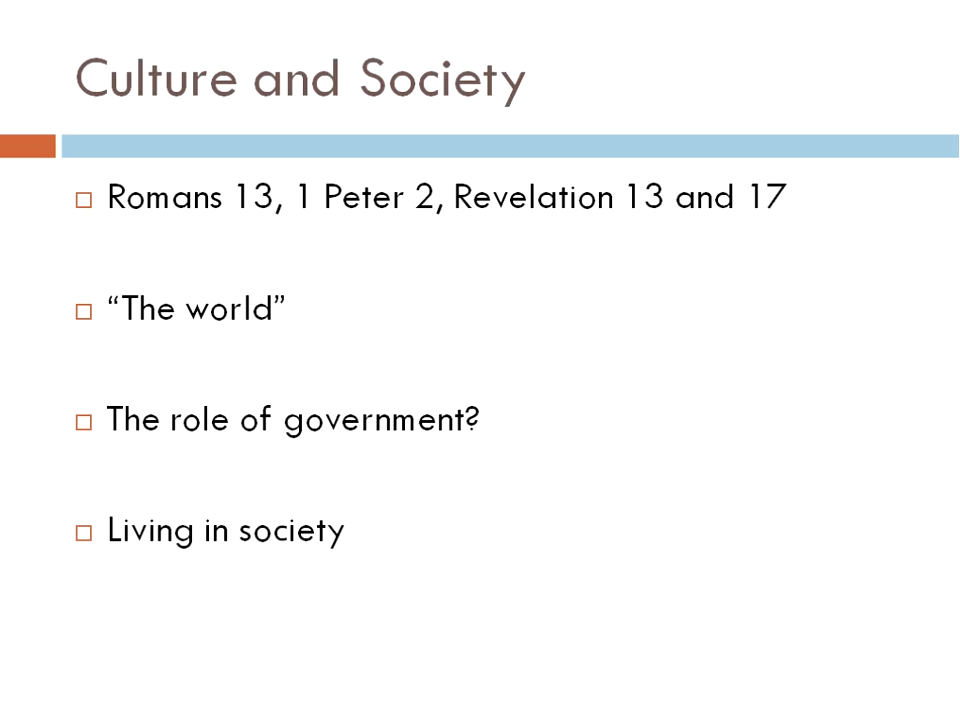 Culture and Society
Romans 13, 1 Peter 2, Revelation 13 and 17
“The world”
The role of government?
Living in society